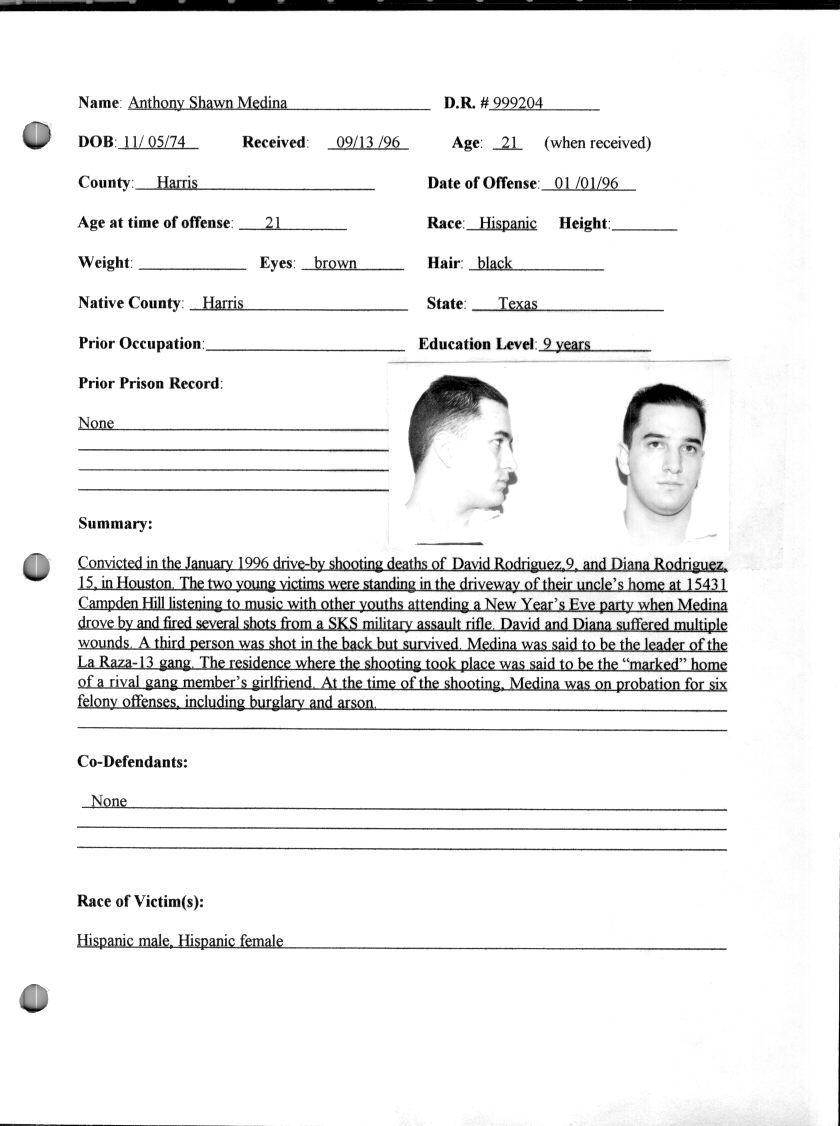 Name: Anthony Shawn Medina D.R. # 999204
DOB: 11/ 05/74 Received: 09/13 /96 Age: 21 (when received)
County: Harris Date of Offense: 01 /01/96
Age at time of offense: 21 Race: Hispanic Height:
Weight: Eyes: brown Hair: black
Native County: Harris State: Texas
Prior Occupation: Education Level: 9 years
Prior Prison Record:
None
Summary:
Convicted in the January 1996 drive-by shooting deaths of David Rodriguez,9, and Diana Rodriguez,
15, in Houston. The two young victims were standing in the driveway of their uncle's home at 15431
Campden Hill listening to music with other youths attending a New Year's Eve party when Medina
drove by and fired several shots from a SKS military assault rifle. David and Diana suffered multiple
wounds. A third person was shot in the back but survived. Medina was said to be the leader of the
La Raza-13 gang. The residence where the shooting took place was said to be the "marked" home
of a rival gang member's girlfriend. At the time of the shooting, Medina was on probation for six
felony offenses, including burglary and arson.
Co-Defendants:
None
Race of Victim(s):
Hispanic male, Hispanic female